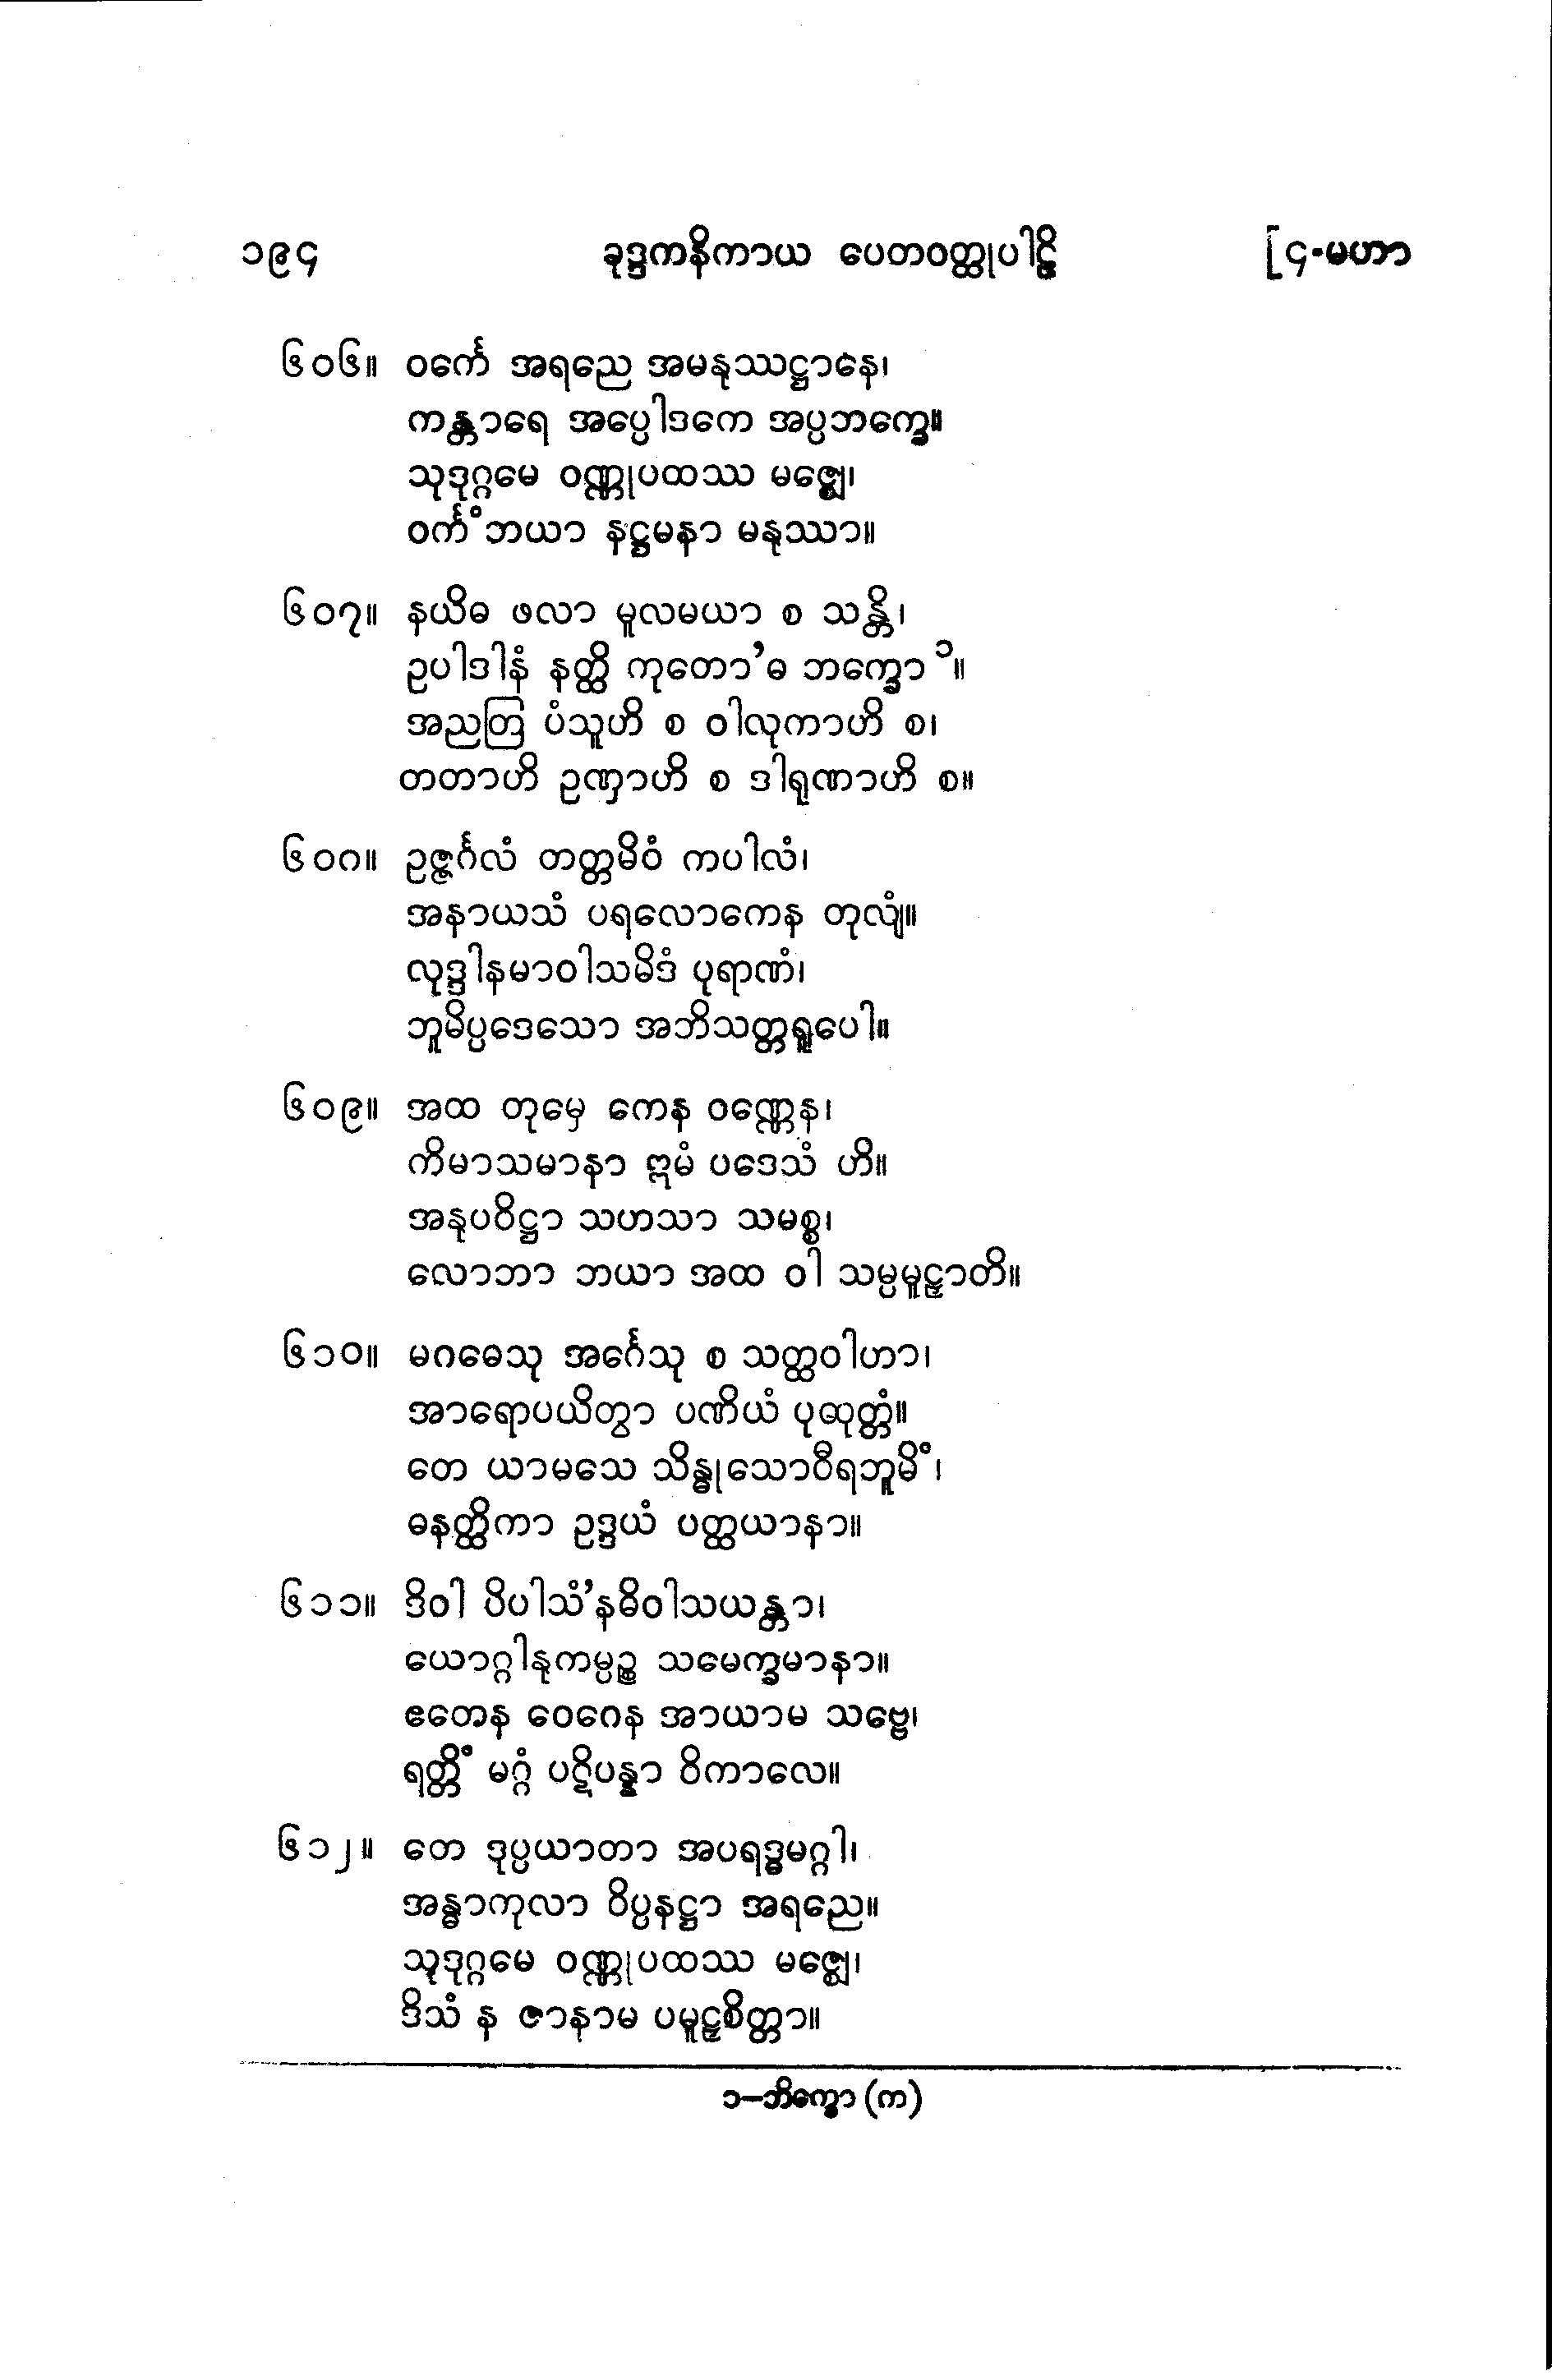 ၁၉၄ ခုဒ္ဒကနိကာယ ပေတဝတ္ထုပါဠိ [၄-မဟာ
၆၀၆။ ဝင်္ကေ အရညေ အမနုဿဋ္ဌာနေ၊
ကန္တာရေ အပ္ပေါဒကေ အပ္ပဘက္ခေ။
သုဒုဂ္ဂမေ ဝဏ္ဏုပထဿ မဇ္ဈေ၊
ဝင်္ကံဘယာ နဋ္ဌမနာ မနုဿာ။
၆၀၇။ နယိဓ ဖလာ မူလမယာ စ သန္တိ၊
ဥပါဒါနံ နတ္ထိ ကုတော’ဓ ဘက္ခော ၁။
အညတြ ပံသူဟိ စ ဝါလုကာဟိ စ၊
တတာဟိ ဥဏှာဟိ စ ဒါရုဏာဟိ စ။
၆၀၈။ ဥဇ္ဇင်္ဂလံ တတ္တမိဝံ ကပါလံ၊
အနာယသံ ပရလောကေန တုလျံ။
လုဒ္ဒါနမာဝါသမိဒံ ပုရာဏံ၊
ဘူမိပ္ပဒေသော အဘိသတ္တရူပေါ။
၆၀၉။ အထ တုမှေ ကေန ဝဏ္ဏေန၊
ကိမာသမာနာ ဣမံ ပဒေသံ ဟိ။
အနုပဝိဋ္ဌာ သဟသာ သမစ္စ၊
လောဘာ ဘယာ အထ ဝါ သမ္ပမူဠှာတိ။
၆၁၀။ မဂဓေသု အင်္ဂေသု စ သတ္ထဝါဟာ၊
အာရောပယိတွာ ပဏိယံ ပုထုတ္တံ။
တေ ယာမသေ သိန္ဓုသောဝီရဘူမိံ၊
ဓနတ္ထိကာ ဥဒ္ဒယံ ပတ္ထယာနာ။
၆၁၁။ ဒိဝါ ပိပါသံ’နဓိဝါသယန္တာ၊
ယောဂ္ဂါနုကမ္ပဉ္စ သမေက္ခမာနာ။
ဧတေန ဝေဂေန အာယာမ သဗ္ဗေ၊
ရတ္တိံ မဂ္ဂံ ပဋိပန္နာ ဝိကာလေ။
၆၁၂။ တေ ဒုပ္ပယာတာ အပရဒ္ဓမဂ္ဂါ၊
အန္ဓာကုလာ ဝိပ္ပနဋ္ဌာ အရညေ။
သုဒုဂ္ဂမေ ဝဏ္ဏုပထဿ မဇ္ဈေ၊
ဒိသံ န ဇာနာမ ပမူဠှစိတ္တာ။
၁–ဘိက္ခော (က)